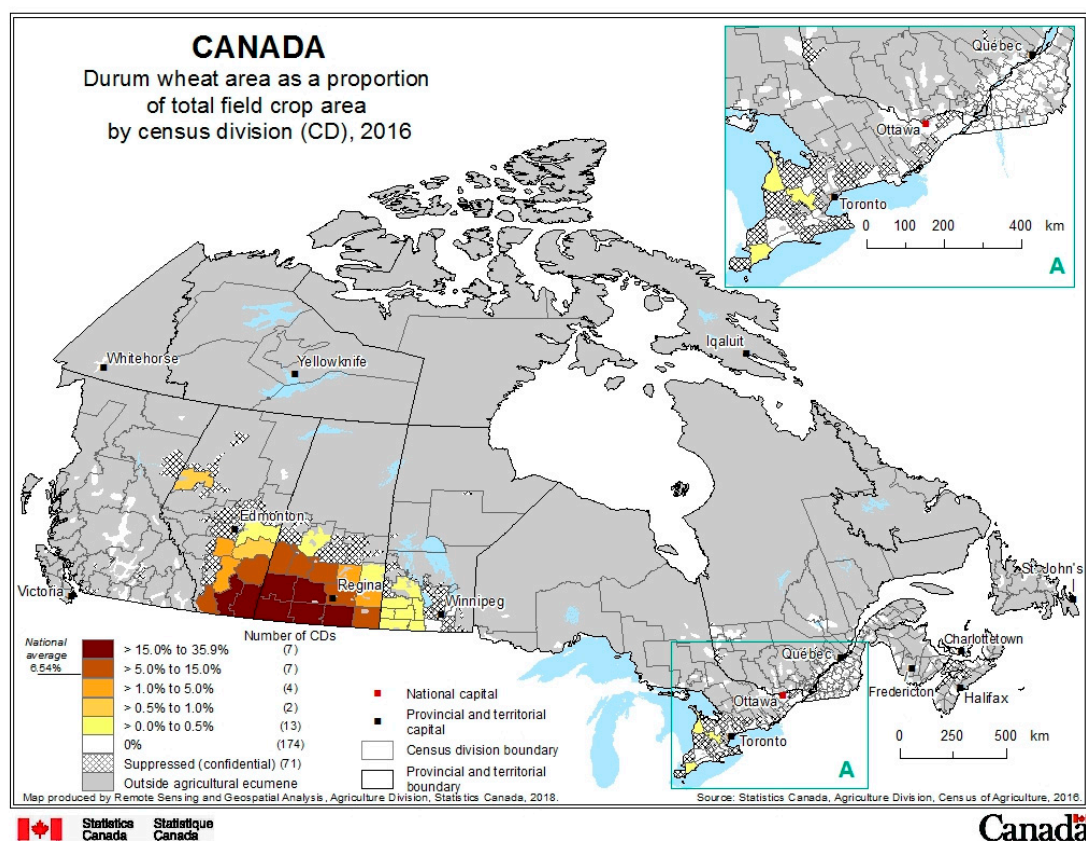 CANADA
Durum wheat area as a proportion
of total field crop area
by census division (CD), 2016
Québec
Ottawa
Toronto
0 100 200 400 km
A
Iqaluit
Whitehorse
Yellowknife
Edmonton
Regina
Victoria
Winnipeg
St. John's
Charlottetown
Québec
Fredericton
Halifax
Ottawa
Toronto
A
Number of CDs
National
average
6.54%
> 15.0% to 35.9% (7)
> 5.0% to 15.0% (7)
> 1.0% to 5.0% (4)
> 0.5% to 1.0% (2)
> 0.0% to 0.5% (13)
0% (174)
Suppressed (confidential) (71)
Outside agricultural ecumene
National capital
Provincial and territorial
capital
Census division boundary
Provincial and territorial
boundary
0 250 500 km
Map produced by Remote Sensing and Geospatial Analysis, Agriculture Division, Statistics Canada, 2018.
Source: Statistics Canada, Agriculture Division, Census of Agriculture, 2016.
Statistics Statistique
Canada Canada
Canada